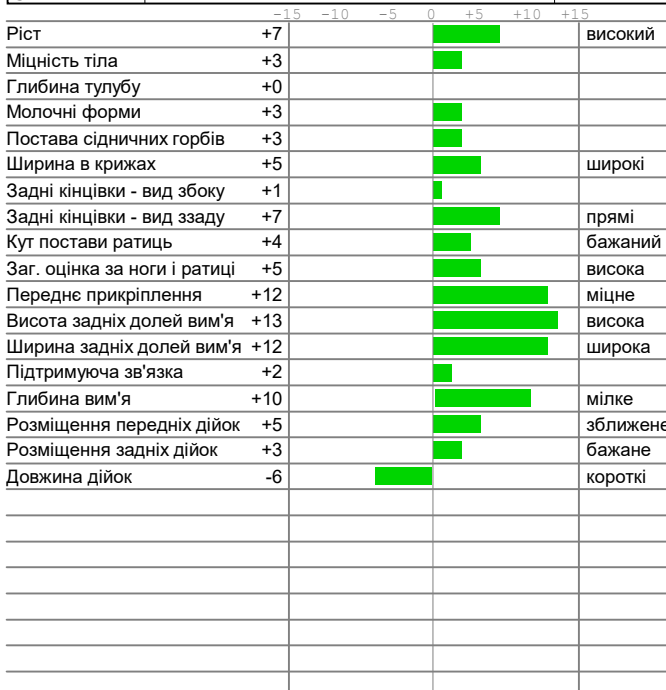 -15 -10 -5 0 +5 +10 +15
Ріст +7 високий
Міцність тіла +3
Глибина тулубу +0
Молочні форми +3
Постава сідничних горбів +3
Ширина в крижах +5 широкі
Задні кінцівки - вид збоку +1
Задні кінцівки - вид ззаду +7 прямі
Кут постави ратиць +4 бажаний
Заг. оцінка за ноги і ратиці +5 висока
Переднє прикріплення +12 міцне
Висота задніх долей вим'я +13 висока
Ширина задніх долей вим'я +12 широка
Підтримуюча зв'язка +2
Глибина вим'я +10 мілке
Розміщення передніх дійок +5 зближене
Розміщення задніх дійок +3 бажане
Довжина дійок -6 короткі